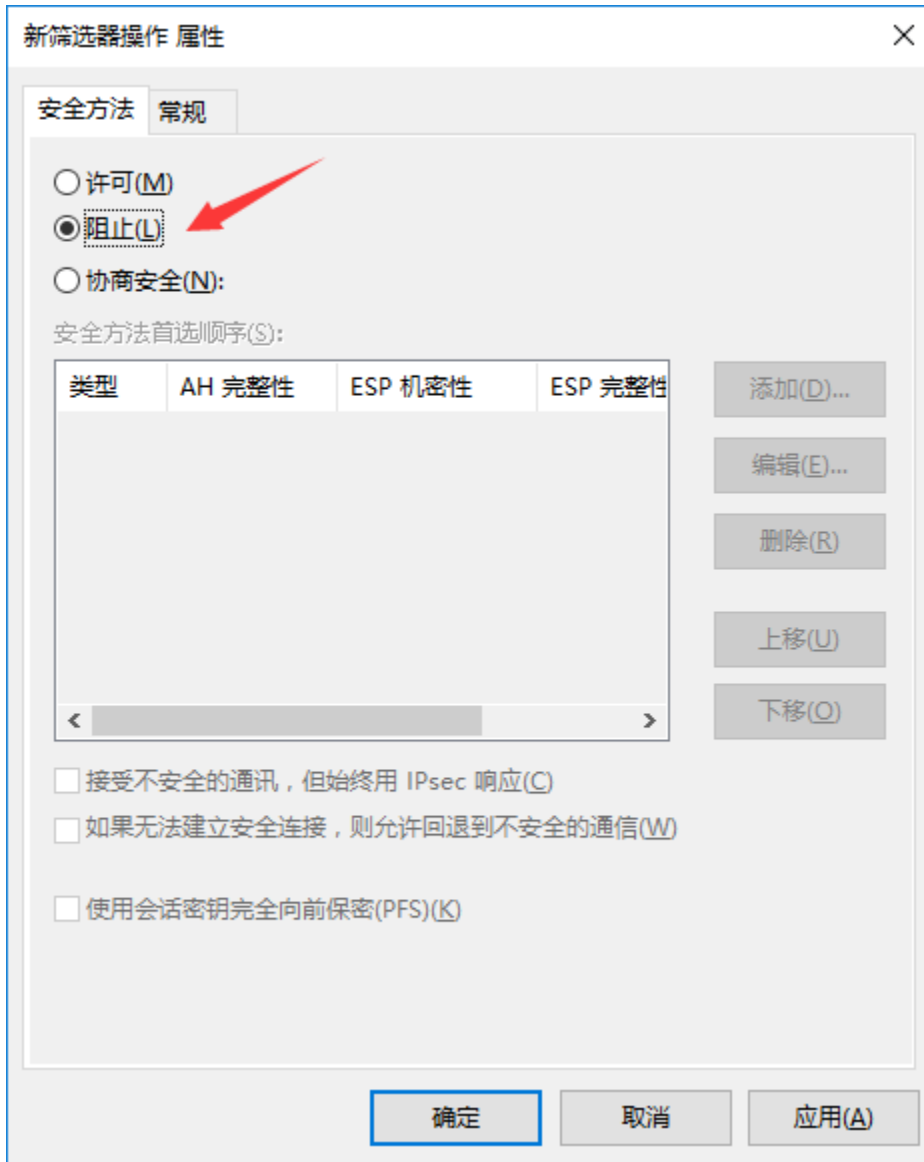 新筛选器操作 属性
安全方法 常规
许可(M)
阻止(L)
协商安全(N):
安全方法首选顺序(S):
类型 AH 完整性 ESP 机密性 ESP 完整性
添加(D)...
编辑(E)...
删除(R)
上移(U)
下移(O)
接受不安全的通讯，但始终用 IPsec 响应(C)
如果无法建立安全连接，则允许回退到不安全的通信(W)
使用会话密钥完全向前保密(PFS)(K)
确定 取消 应用(A)